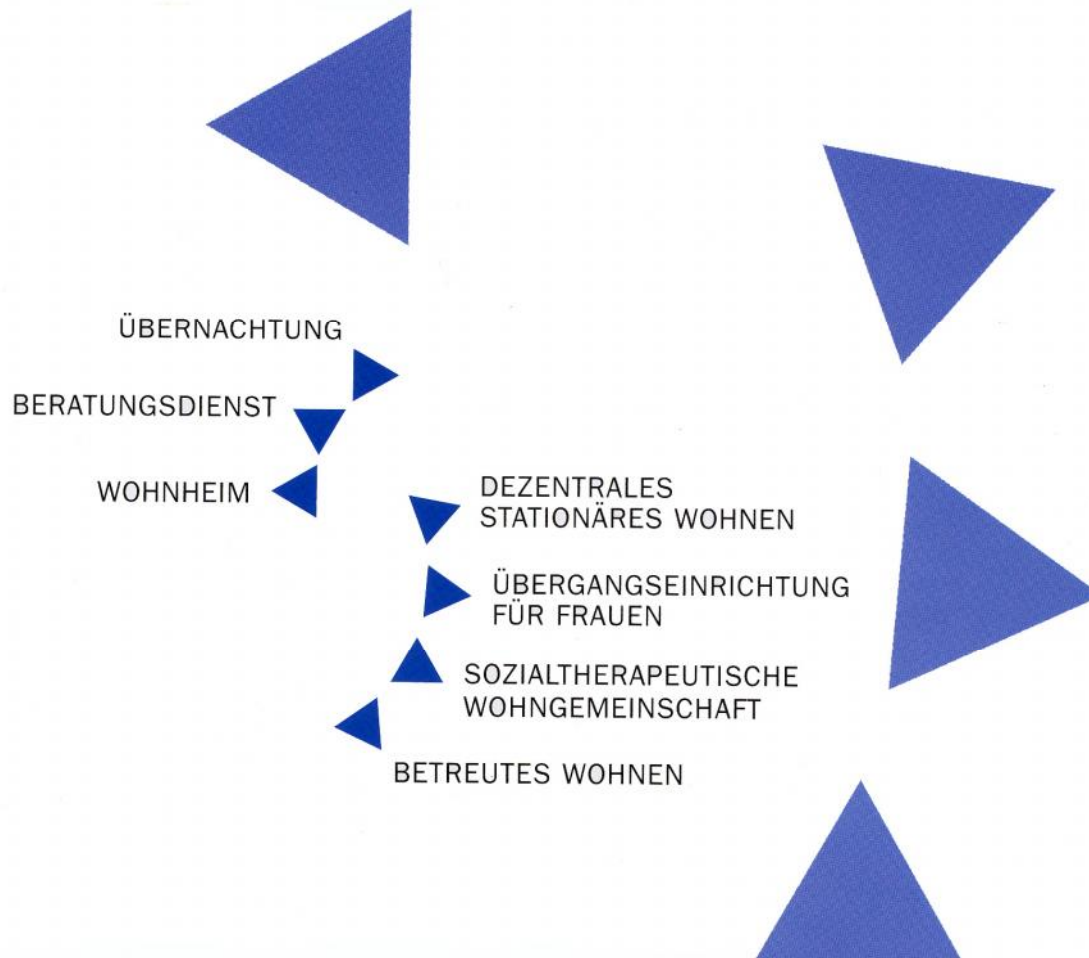 ÜBERNACHTUNG
BERATUNGSDIENST
WOHNHEIM
DEZENTRALES
STATIONÄRES WOHNEN
ÜBERGANGSEINRICHTUNG
FÜR FRAUEN
SOZIALTHERAPEUTISCHE
WOHNGEMEINSCHAFT
BETREUTES WOHNEN